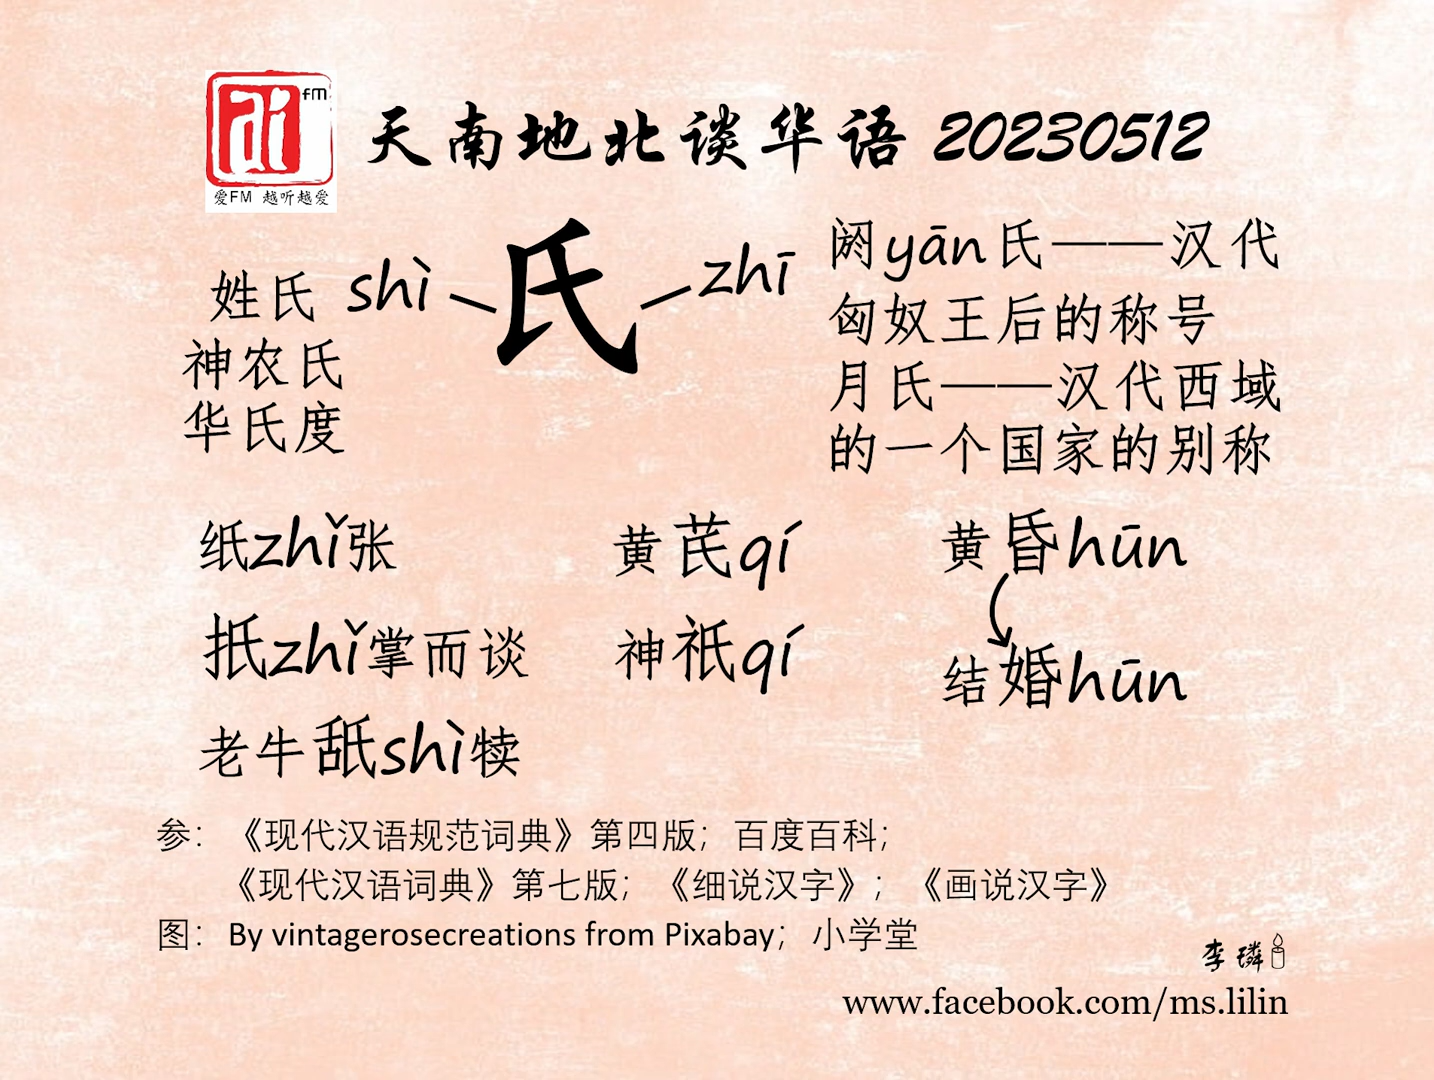 ai fm
爱FM 越听越爱
天南地北谈华语 20230512
姓氏 shì
神农氏
华氏度
氏
zhī
阏yān氏——汉代
匈奴王后的称号
月氏——汉代西域
的一个国家的别称
纸zhǐ张
抵zhǐ掌而谈
老牛舐shì犊
黄芪qí
神祇qí
黄昏hūn
结婚hūn
参：《现代汉语规范词典》第四版；百度百科；
《现代汉语词典》第七版；《细说汉字》；《画说汉字》
图：By vintagerosecreations from Pixabay；小学堂
李璘
www.facebook.com/ms.lilin